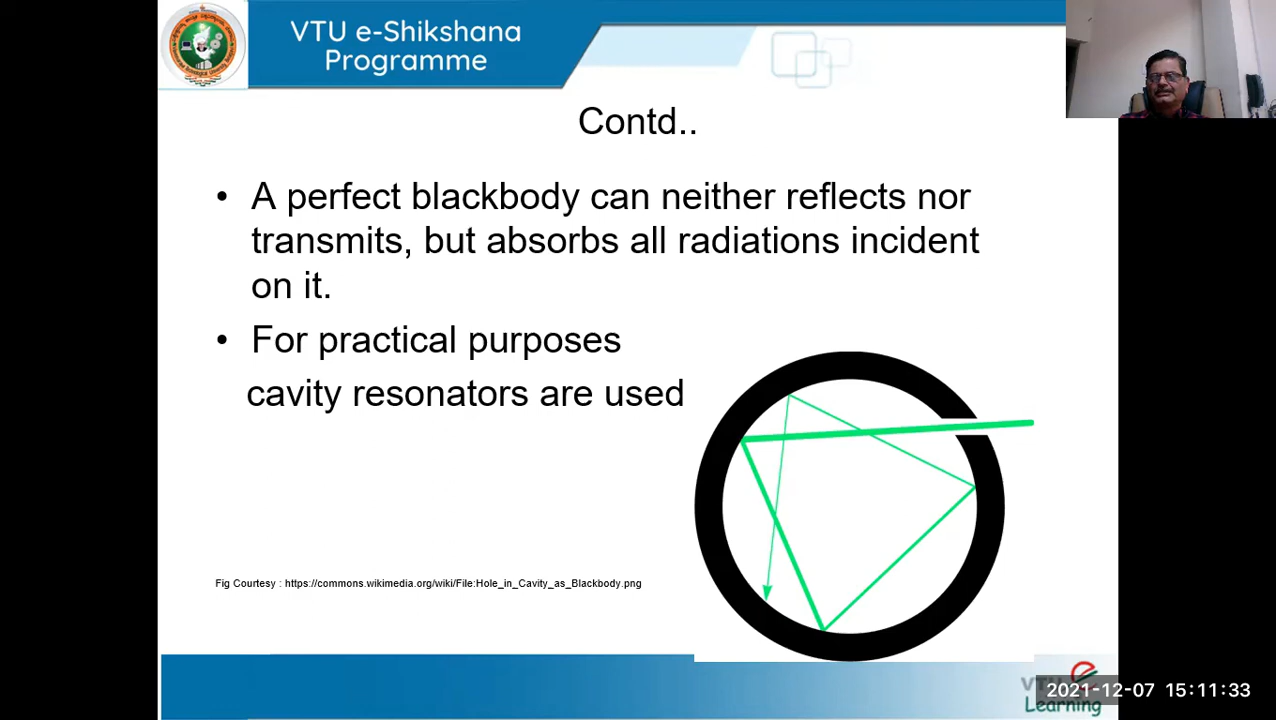 VTU e-Shikshana
Programme
Contd..
• A perfect blackbody can neither reflects nor
transmits, but absorbs all radiations incident
on it.
• For practical purposes
cavity resonators are used
Fig Courtesy : https://commons.wikimedia.org/wiki/File:Hole_in_Cavity_as_Blackbody.png
VTU e
Learning
2021-12-07 15:11:33